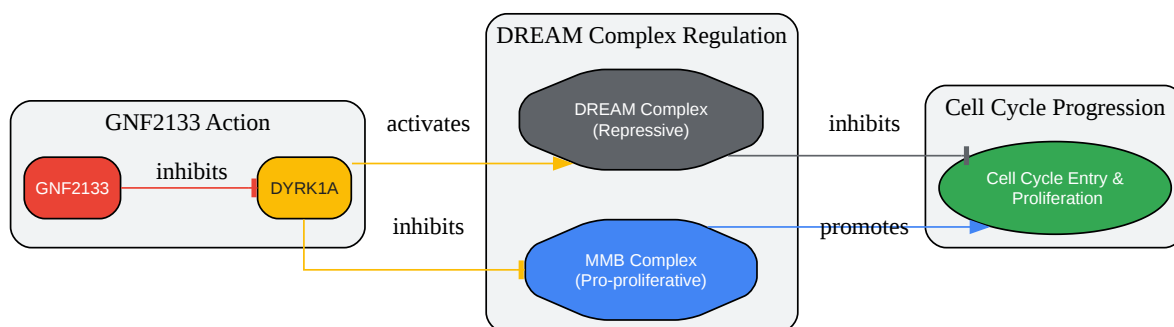 GNF2133 Action
GNF2133
inhibits
DYRK1A
activates
inhibits
DREAM Complex Regulation
DREAM Complex
(Repressive)
MMB Complex
(Pro-proliferative)
inhibits
promotes
Cell Cycle Progression
Cell Cycle Entry &
Proliferation